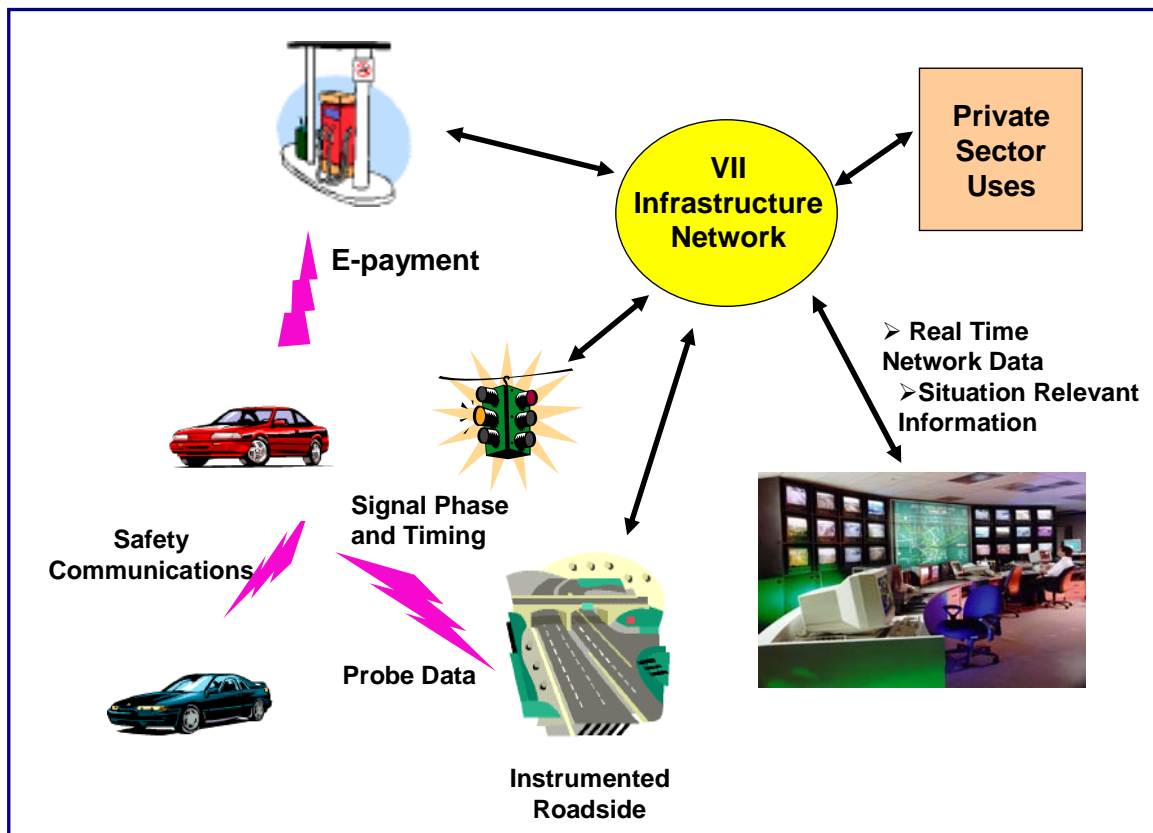 VII
Infrastructure
Network
Private
Sector
Uses
E-payment
➢ Real Time
Network Data
➢Situation Relevant
Information
Signal Phase
and Timing
Safety
Communications
Probe Data
Instrumented
Roadside